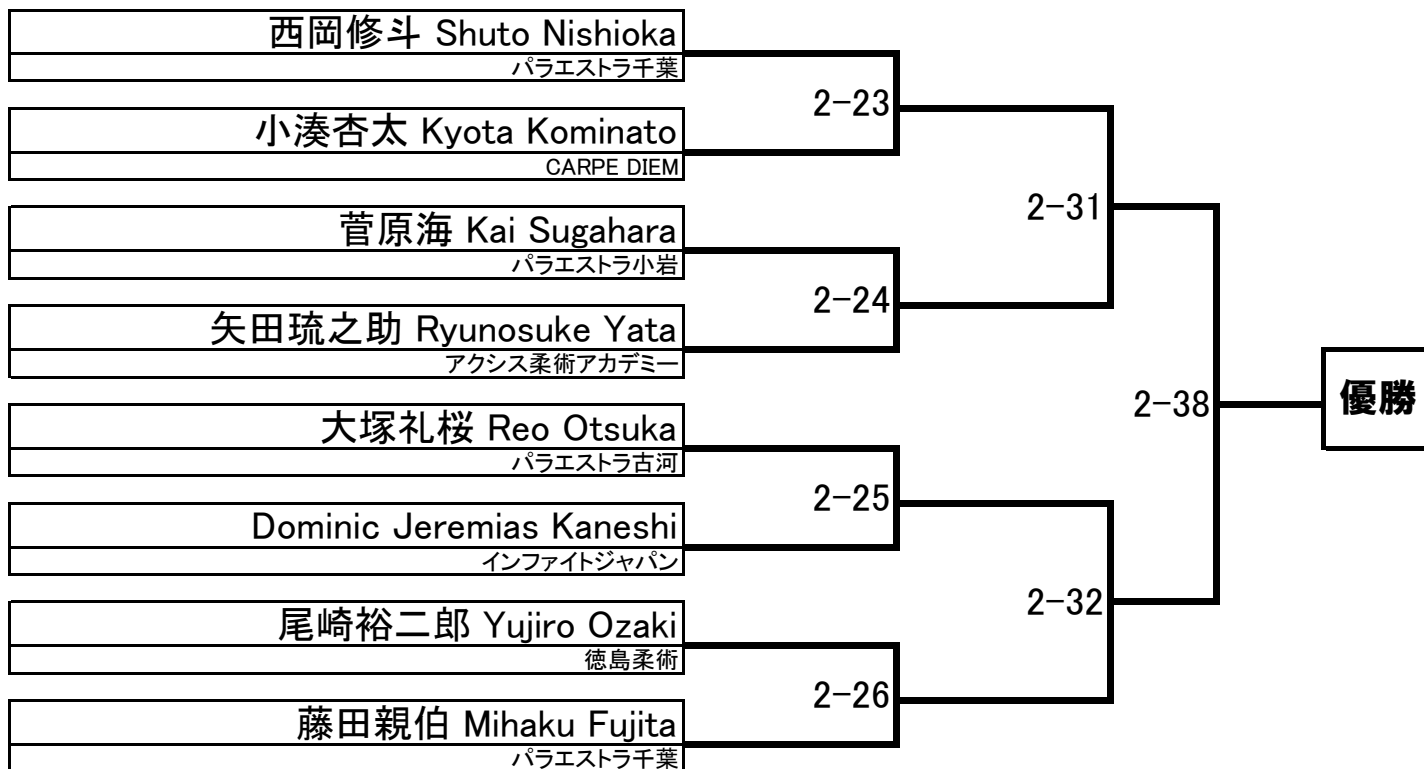 西岡修斗 Shuto Nishioka
パラエストラ千葉
小湊杏太 Kyota Kominato
CARPE DIEM
菅原海 Kai Sugahara
パラエストラ小岩
矢田琉之助 Ryunosuke Yata
アクシス柔術アカデミー
大塚礼桜 Reo Otsuka
パラエストラ古河
Dominic Jeremias Kaneshi
インファイトジャパン
尾崎裕二郎 Yujiro Ozaki
徳島柔術
藤田親伯 Mihaku Fujita
パラエストラ千葉
2-23
2-24
2-25
2-26
2-31
2-32
2-38
優勝